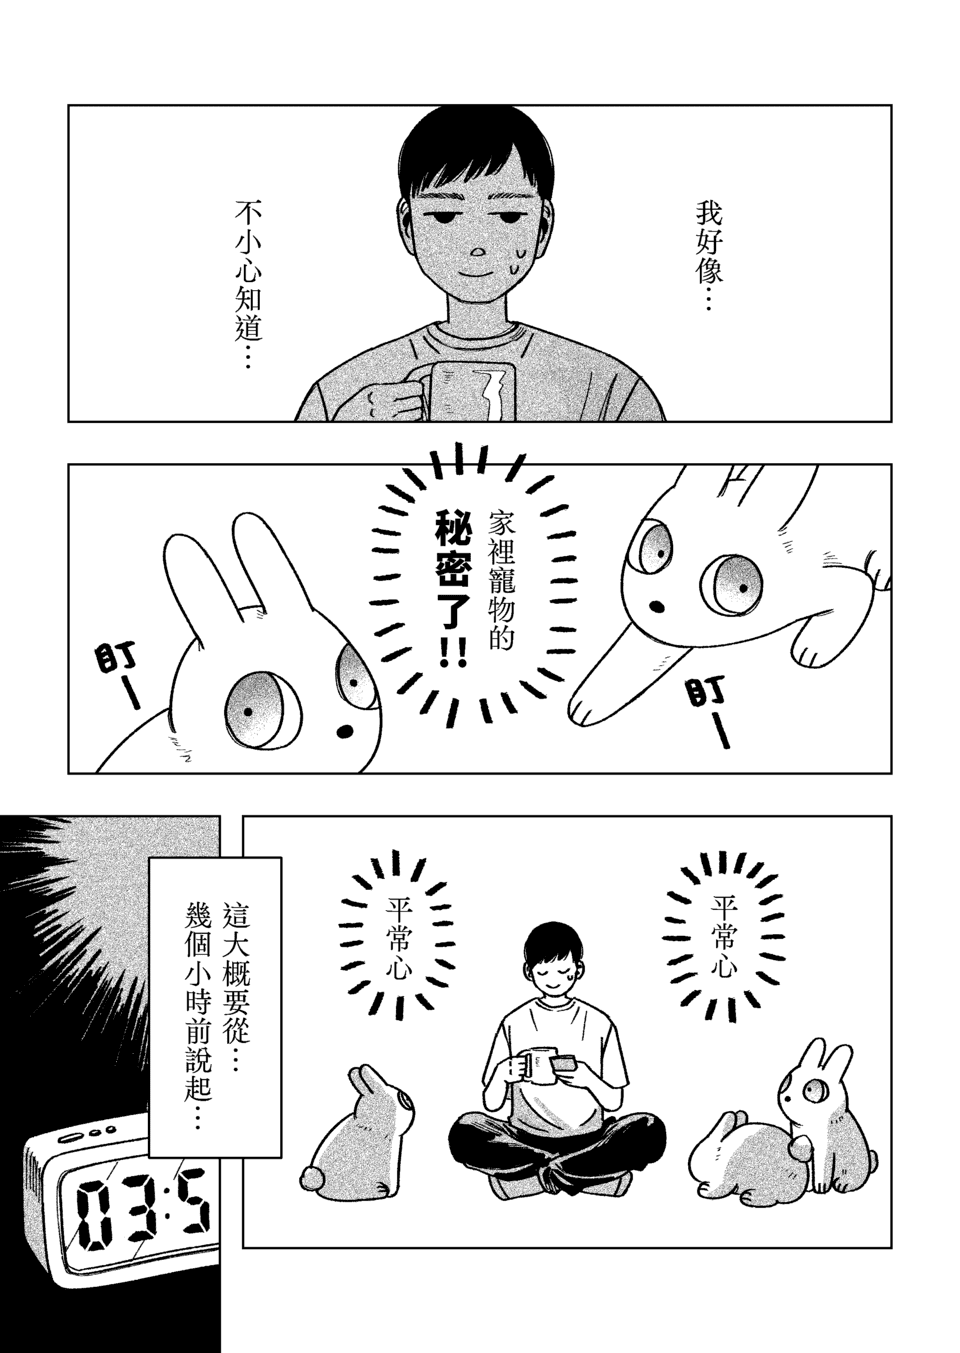 我好像…
不小心知道…
家裡寵物的
秘密了!!
盯ー
盯ー
平常心
平常心
這大概要從…
幾個小時前說起…
03:5